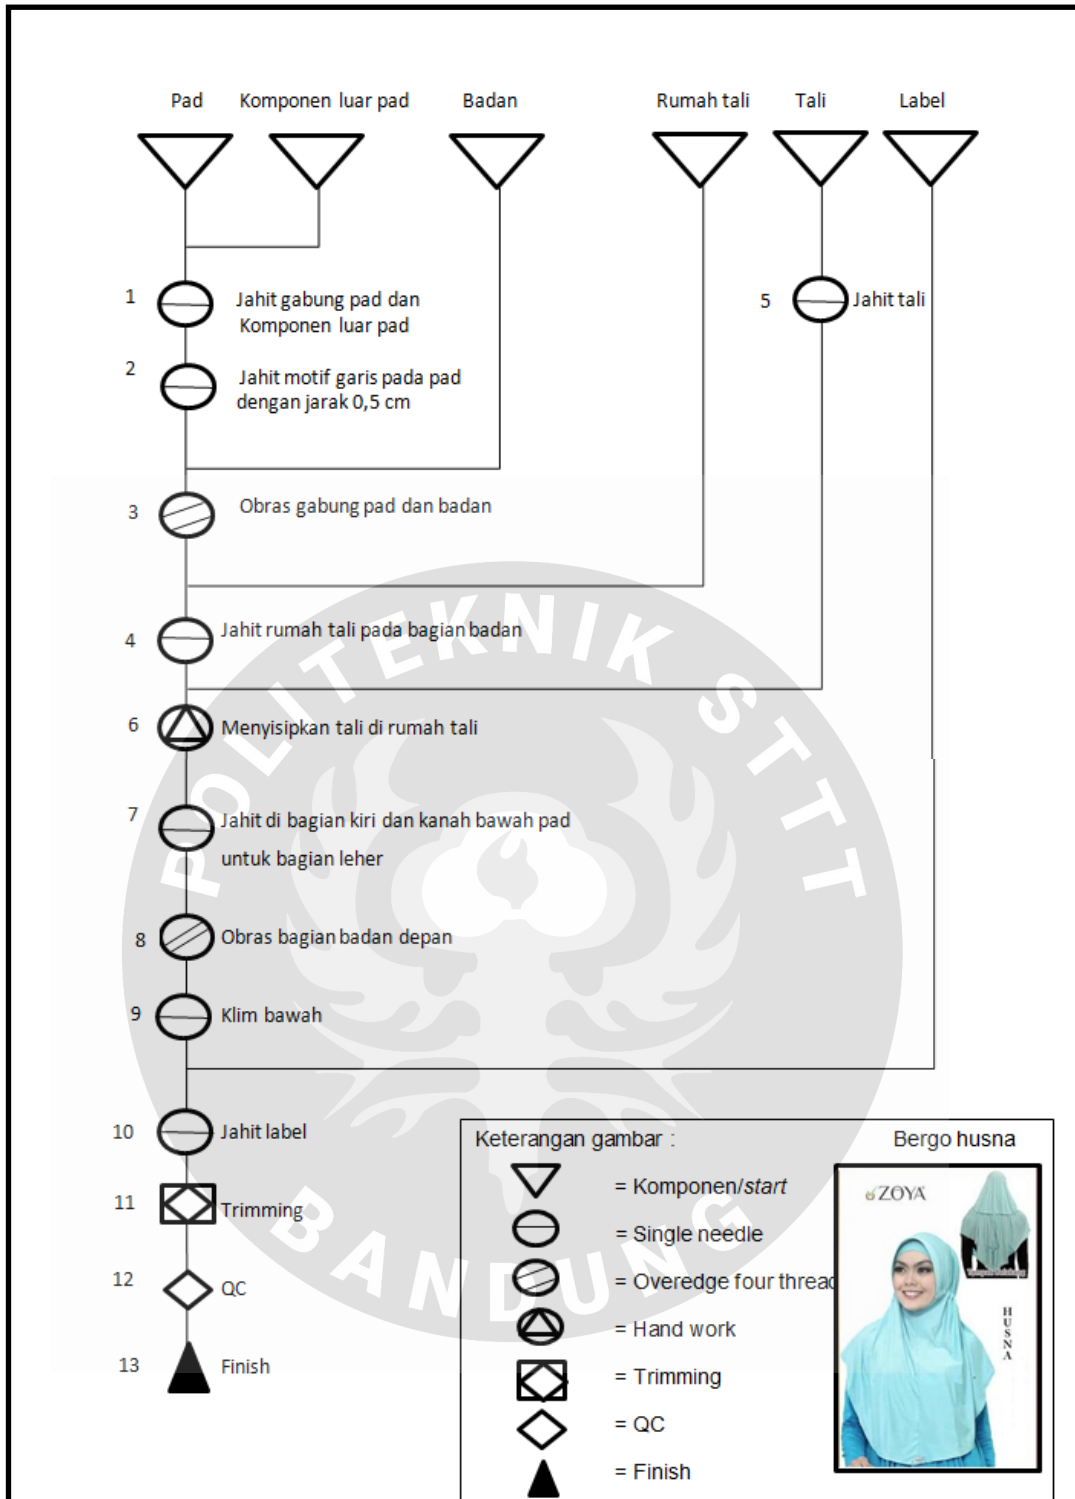 Pad Komponen luar pad Badan Rumah tali Tali Label
1 Jahit gabung pad dan
Komponen luar pad
5 Jahit tali
2 Jahit motif garis pada pad
dengan jarak 0,5 cm
3 Obras gabung pad dan badan
4 Jahit rumah tali pada bagian badan
6 Menyisipkan tali di rumah tali
7 Jahit di bagian kiri dan kanah bawah pad
untuk bagian leher
8 Obras bagian badan depan
9 Klim bawah
10 Jahit label
11 Trimming
12 QC
13 Finish
POLITEKNIK STTT
BANDUNG
Keterangan gambar : Bergo husna
= Komponen/start
= Single needle
= Overedge four thread
= Hand work
= Trimming
= QC
= Finish
ZOYA
HUSNA